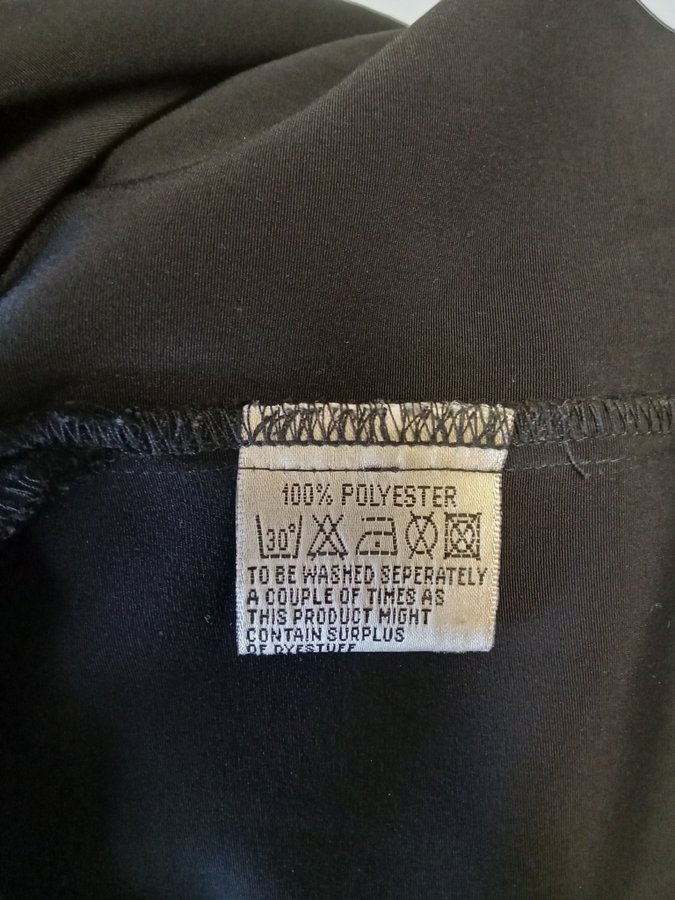 100% POLYESTER
30°
TO BE WASHED SEPERATELY
A COUPLE OF TIMES AS
THIS PRODUCT MIGHT
CONTAIN SURPLUS
OF DYESTUFF